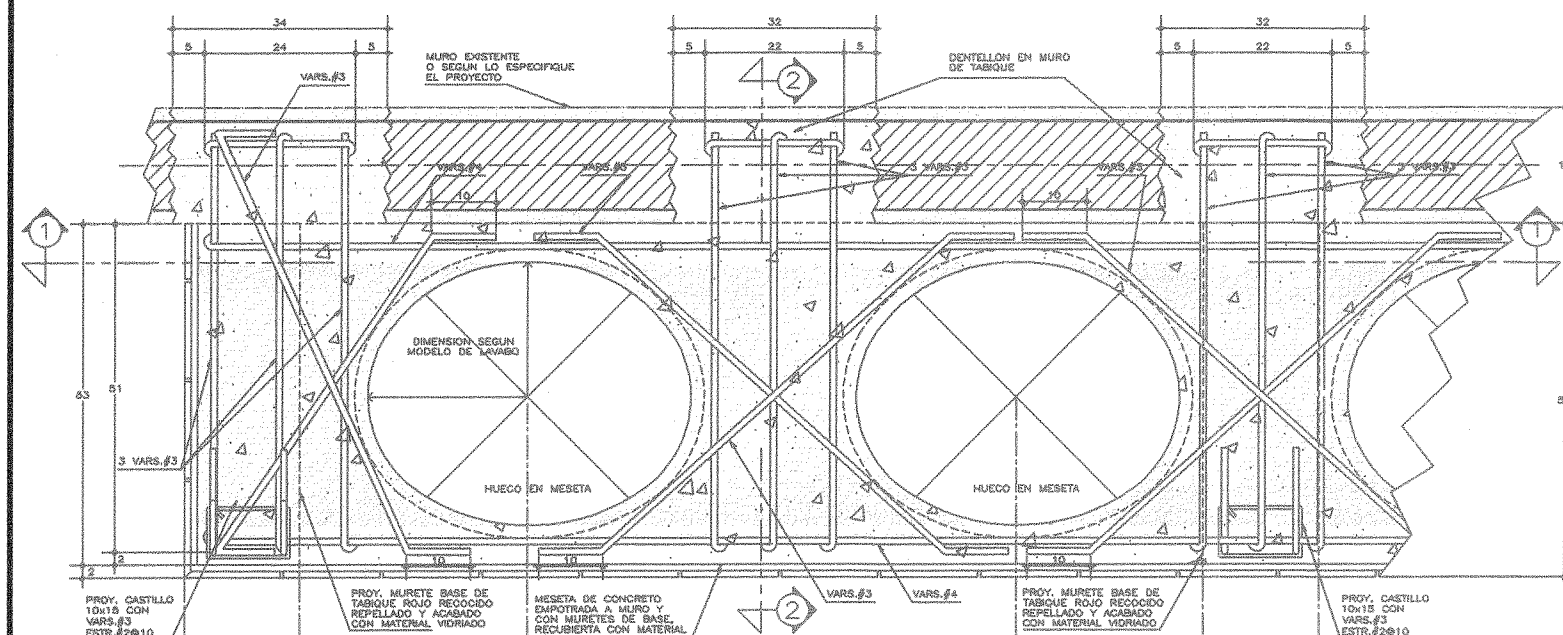 34
32
32
5 24 5
5 22 5
5 22 5
MURO EXISTENTE
O SEGUN LO ESPECIFIQUE
EL PROYECTO
VARS.#3
2
DENTELLON EN MURO
DE TABIQUE
VARS.#4
3 VARS.#3
VARS.#3
3 VARS.#3
10
10
1
1
DIMENSION SEGUN
MODELO DE LAVABO
51
3 VARS.#3
HUECO EN MESETA
HUECO EN MESETA
10
10
10
2
2
PROY. CASTILLO
10x15 CON
VARS.#3
ESTR.#2@10
PROY. MURETE BASE DE
TABIQUE ROJO RECOCIDO
REPELLADO Y ACABADO
CON MATERIAL VIDRIADO
MESETA DE CONCRETO
EMPOTRADA A MURO Y
CON MURETES DE BASE,
RECUBIERTA CON MATERIAL
2
VARS.#3
VARS.#4
PROY. MURETE BASE DE
TABIQUE ROJO RECOCIDO
REPELLADO Y ACABADO
CON MATERIAL VIDRIADO
PROY. CASTILLO
10x15 CON
VARS.#3
ESTR.#2@10